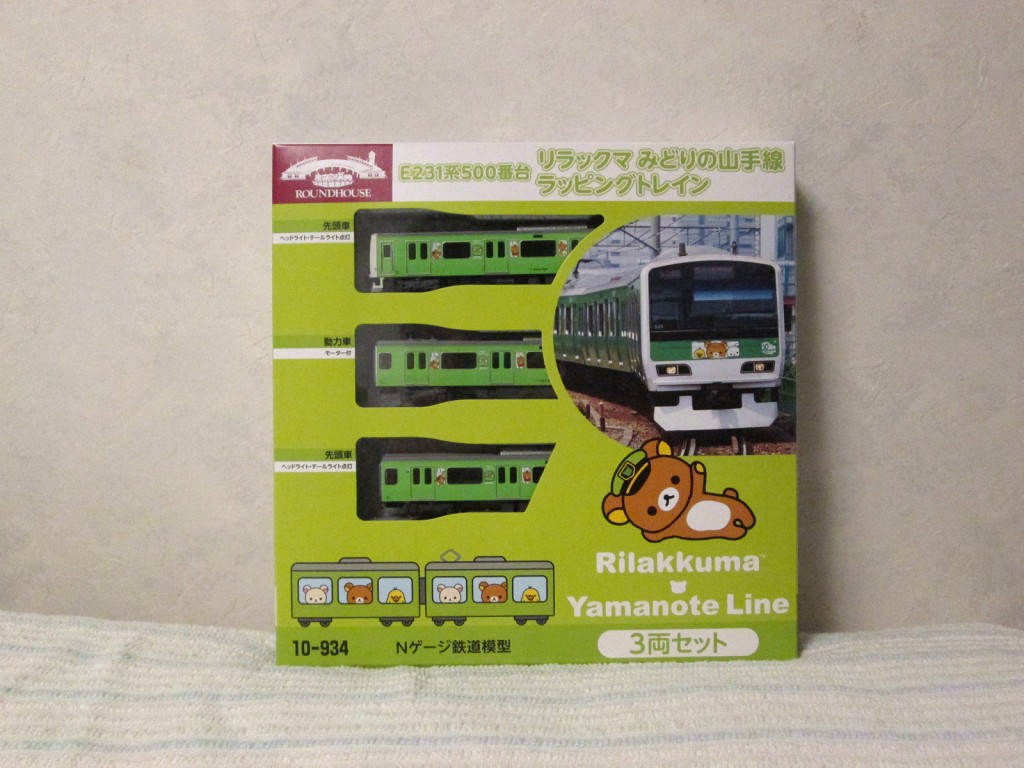 ROUNDHOUSE
E231系500番台
リラックマ みどりの山手線
ラッピングトレイン
先頭車
ヘッドライト・テールライト点灯
動力車
モーター付
先頭車
ヘッドライト・テールライト点灯
Rilakkuma™
Yamanote Line
3両セット
10-934
Nゲージ鉄道模型